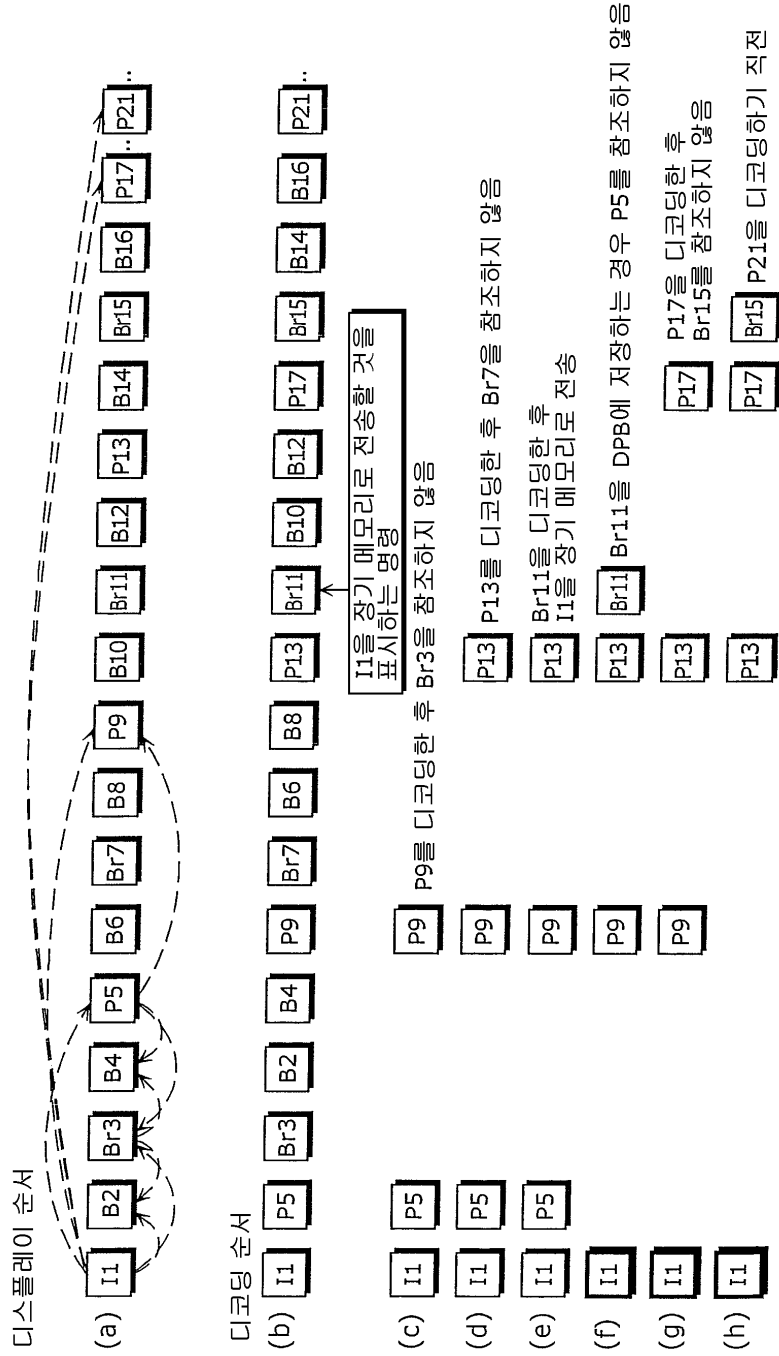 디스플레이 순서
(a) I1 B2 Br3 B4 P5 B6 Br7 B8 P9 B10 Br11 B12 P13 B14 Br15 B16 P17 ‥ P21 ‥
디코딩 순서
(b) I1 P5 Br3 B2 B4 P9 Br7 B6 B8 P13 Br11 B10 B12 P17 Br15 B14 B16 P21 ‥
I1을 장기 메모리로 전송할 것을
표시하는 명령
(c) I1 P5 P9 P9를 디코딩한 후 Br3을 참조하지 않음
(d) I1 P5 P9 P13 P13를 디코딩한 후 Br7을 참조하지 않음
(e) I1 P5 P9 P13 Br11을 디코딩한 후
I1을 장기 메모리로 전송
(f) I1 P9 P13 Br11 Br11을 DPB에 저장하는 경우 P5를 참조하지 않음
(g) I1 P9 P13 P17 P17을 디코딩한 후
Br15를 참조하지 않음
(h) I1 P13 P17 Br15 P21을 디코딩하기 직전